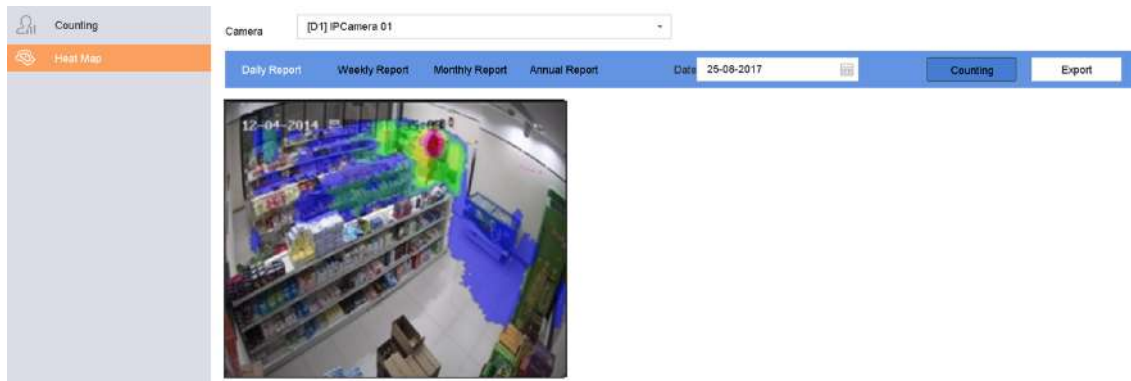 Counting
Camera
[D1] IPCamera 01
Heat Map
Daily Report
Weekly Report
Monthly Report
Annual Report
Date
25-08-2017
Counting
Export
12-04-2014